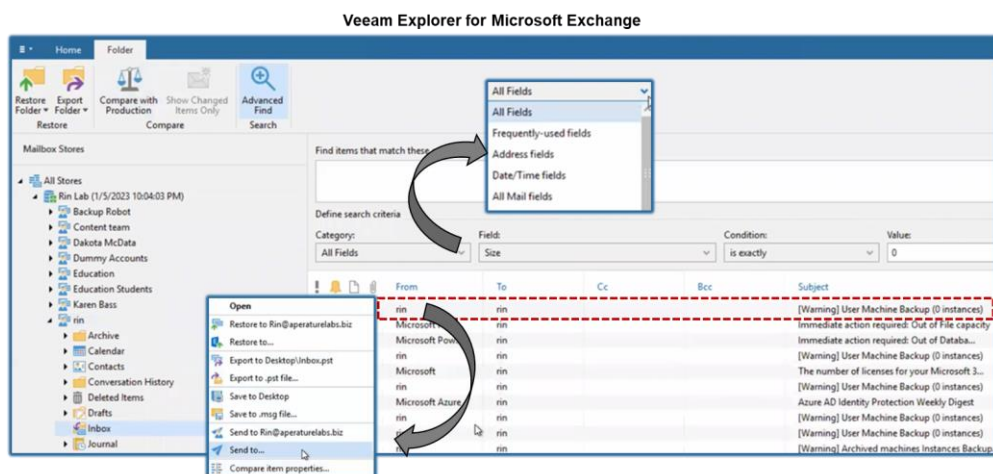 Veeam Explorer for Microsoft Exchange
Home Folder
Restore Folder Export Folder Compare with Production Show Changed Items Only Advanced Find
Restore Compare Search
Mailbox Stores
All Stores
Rin Lab (1/5/2023 10:04:03 PM)
Backup Robot
Content team
Dakota McData
Dummy Accounts
Education
Education Students
Karen Bass
rin
Archive
Calendar
Contacts
Conversation History
Deleted Items
Drafts
Inbox
Journal
Open
Restore to Rin@aperaturelabs.biz
Restore to...
Export to Desktop\Inbox.pst
Export to .pst file...
Save to Desktop
Save to .msg file...
Send to Rin@aperaturelabs.biz
Send to...
Compare item properties...
All Fields
All Fields
Frequently-used fields
Address fields
Date/Time fields
All Mail fields
Find items that match these
Define search criteria
Category: Field: Condition: Value:
All Fields Size is exactly 0
From To Cc Bcc Subject
rin rin [Warning] User Machine Backup (0 instances)
Microsoft rin Immediate action required: Out of File capacity
Microsoft Pow rin Immediate action required: Out of Databa...
rin rin [Warning] User Machine Backup (0 instances)
Microsoft rin The number of licenses for your Microsoft 3...
rin rin [Warning] User Machine Backup (0 instances)
Microsoft Azure rin Azure AD Identity Protection Weekly Digest
rin rin [Warning] User Machine Backup (0 instances)
rin rin [Warning] User Machine Backup (0 instances)
rin [Warning] Archived machines Instances Backup